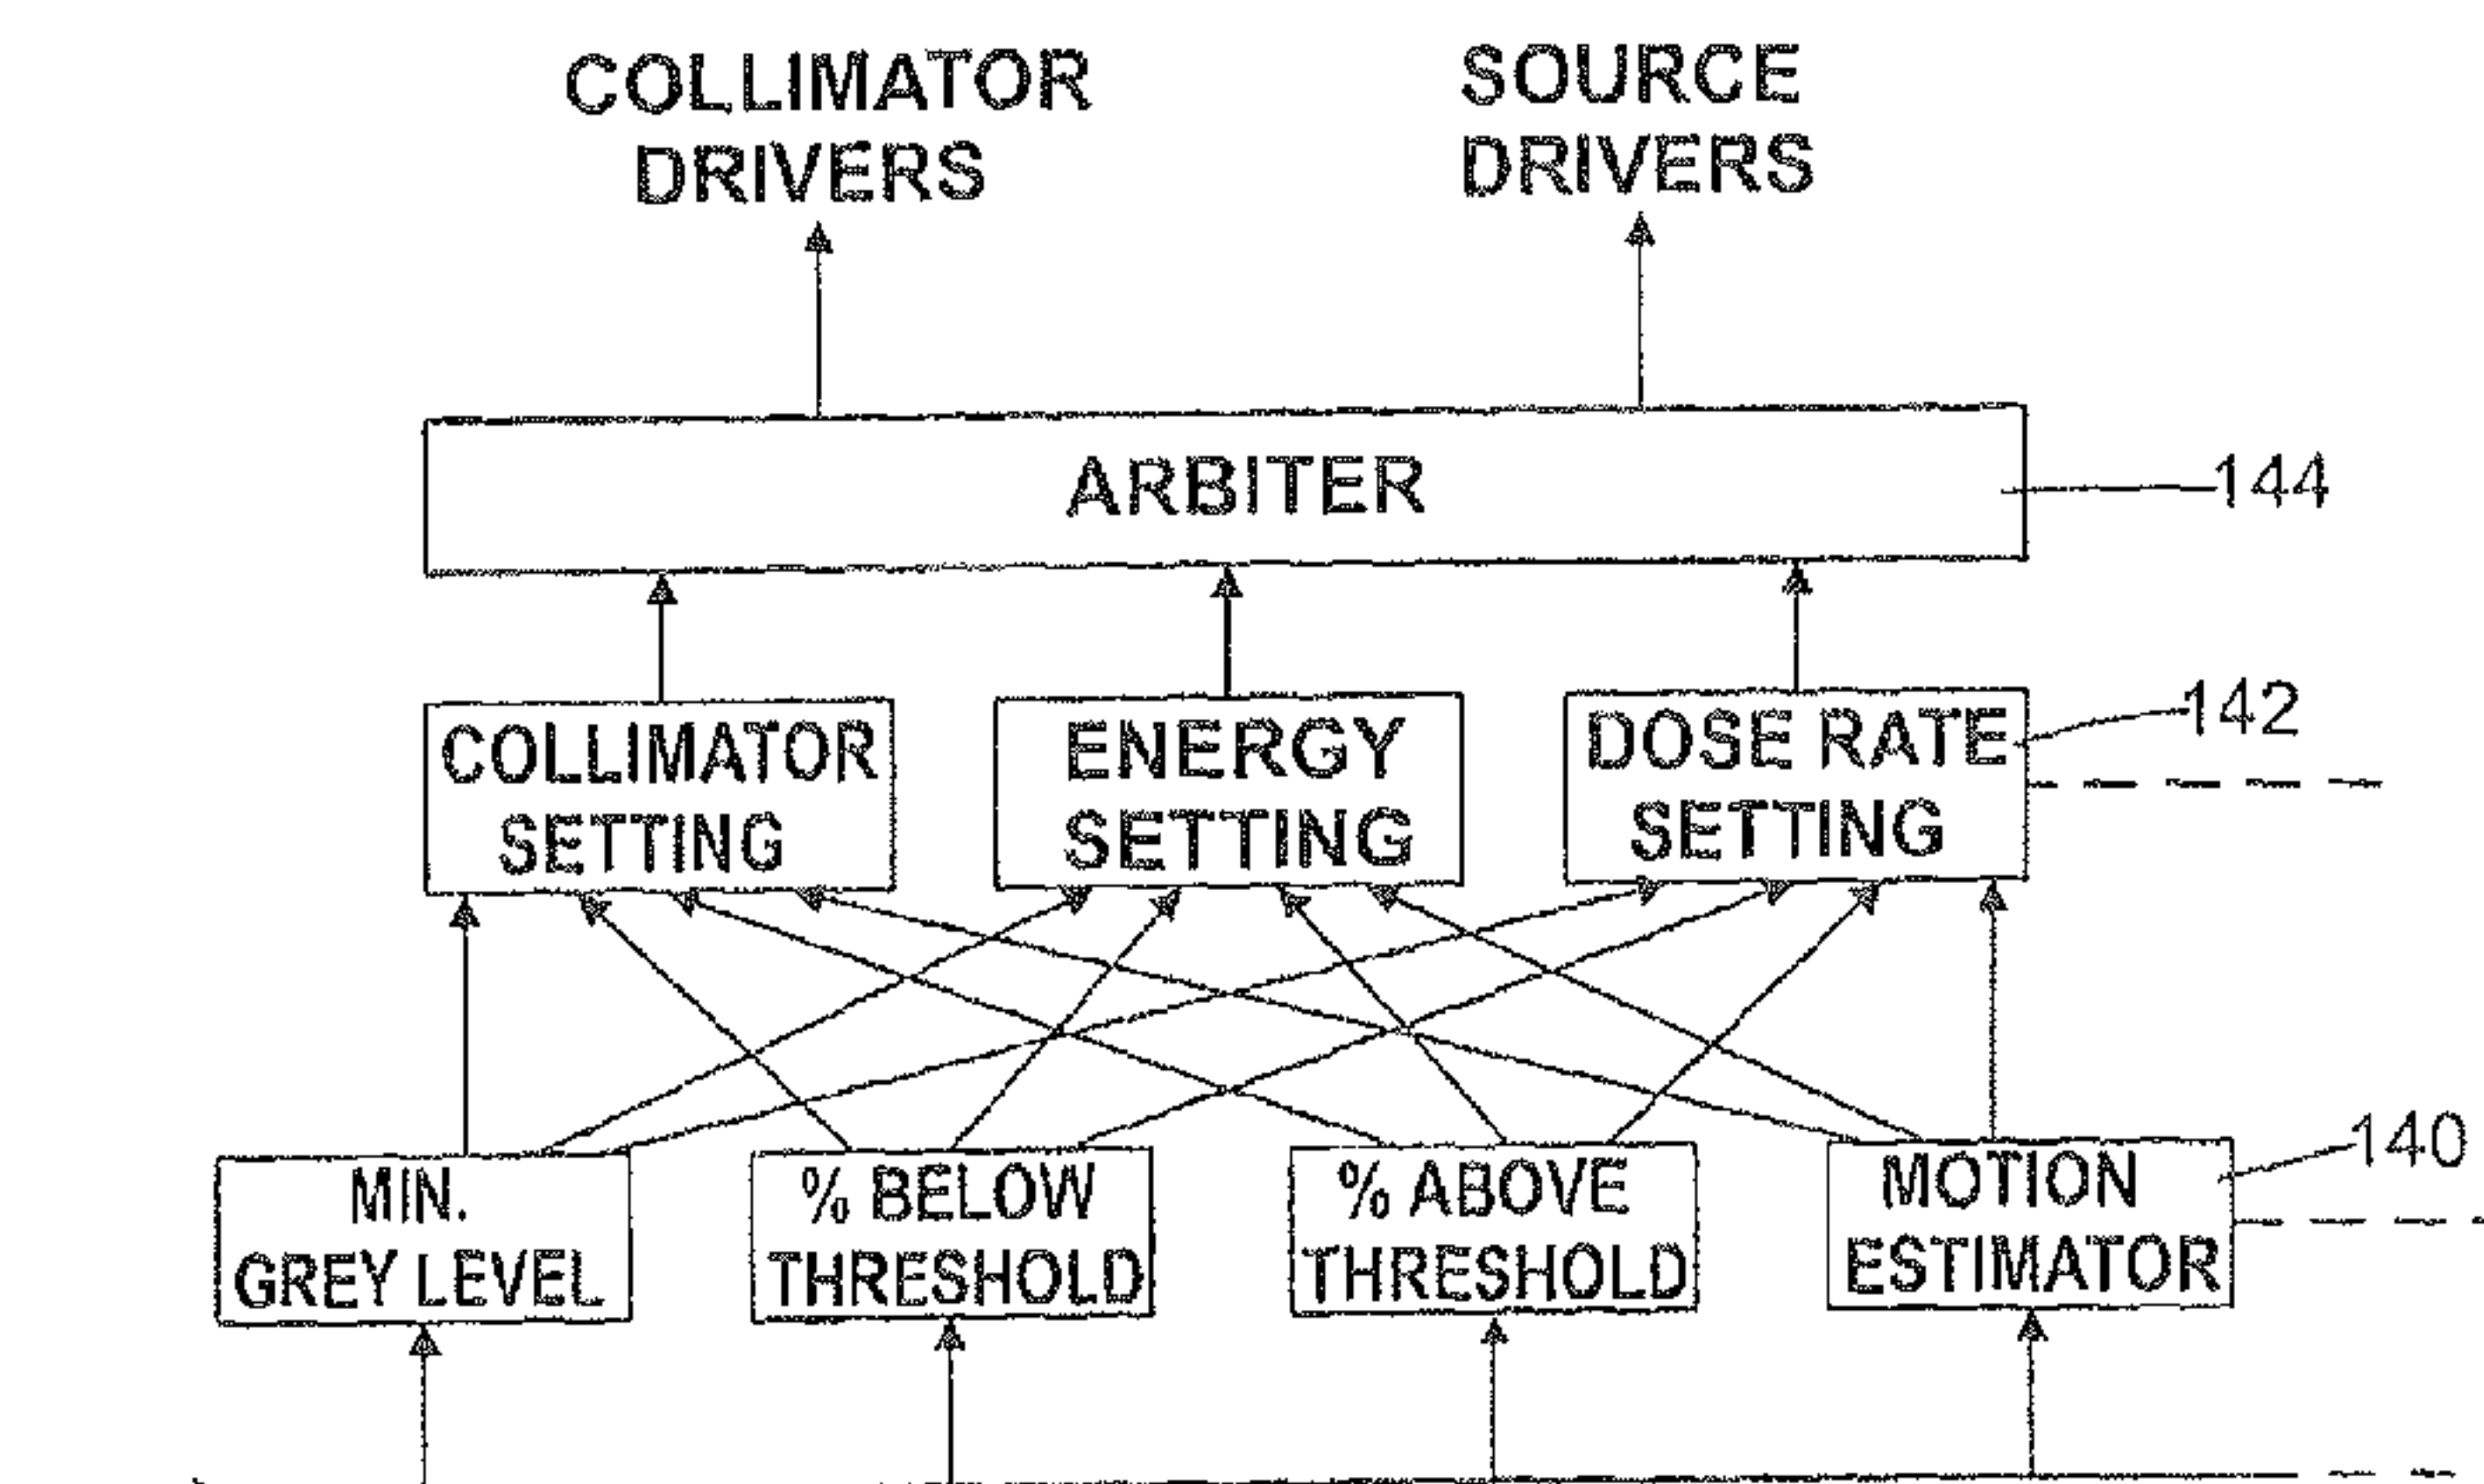 COLLIMATOR
DRIVERS
SOURCE
DRIVERS
ARBITER
144
COLLIMATOR
SETTING
ENERGY
SETTING
DOSE RATE
SETTING
142
MIN.
GREY LEVEL
% BELOW
THRESHOLD
% ABOVE
THRESHOLD
MOTION
ESTIMATOR
140